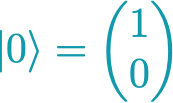 |0⟩ = (1
0)